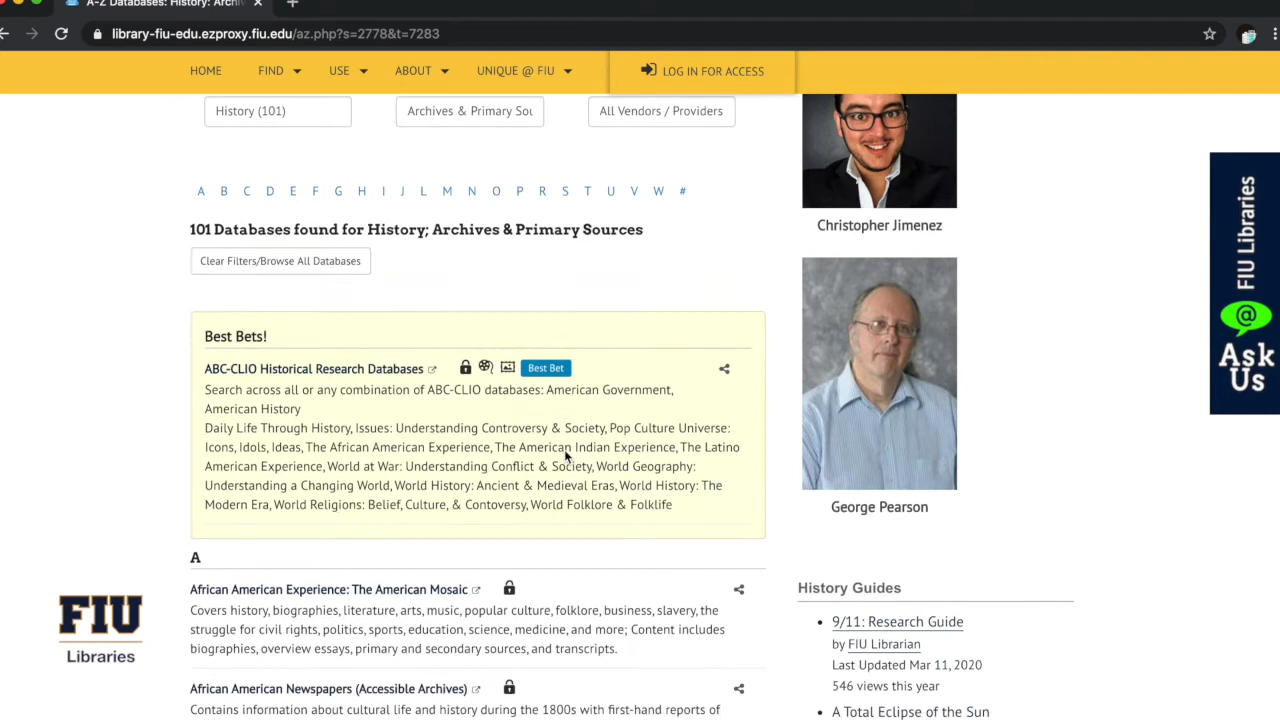 A-Z Databases: History: Archiv
library-fiu-edu.ezproxy.fiu.edu/az.php?s=2778&t=7283
HOME FIND USE ABOUT UNIQUE @ FIU LOG IN FOR ACCESS
History (101) Archives & Primary Sou All Vendors / Providers
A B C D E F G H I J L M N O P R S T U V W #
101 Databases found for History; Archives & Primary Sources
Clear Filters/Browse All Databases
Best Bets!
ABC-CLIO Historical Research Databases Best Bet
Search across all or any combination of ABC-CLIO databases: American Government,
American History
Daily Life Through History, Issues: Understanding Controversy & Society, Pop Culture Universe:
Icons, Idols, Ideas, The African American Experience, The American Indian Experience, The Latino
American Experience, World at War: Understanding Conflict & Society, World Geography:
Understanding a Changing World, World History: Ancient & Medieval Eras, World History: The
Modern Era, World Religions: Belief, Culture, & Contoversy, World Folklore & Folklife
A
African American Experience: The American Mosaic
Covers history, biographies, literature, arts, music, popular culture, folklore, business, slavery, the
struggle for civil rights, politics, sports, education, science, medicine, and more; Content includes
biographies, overview essays, primary and secondary sources, and transcripts.
African American Newspapers (Accessible Archives)
Contains information about cultural life and history during the 1800s with first-hand reports of
Christopher Jimenez
George Pearson
History Guides
9/11: Research Guide
by FIU Librarian
Last Updated Mar 11, 2020
546 views this year
A Total Eclipse of the Sun
FIU Libraries
@
Ask
Us
FIU
Libraries